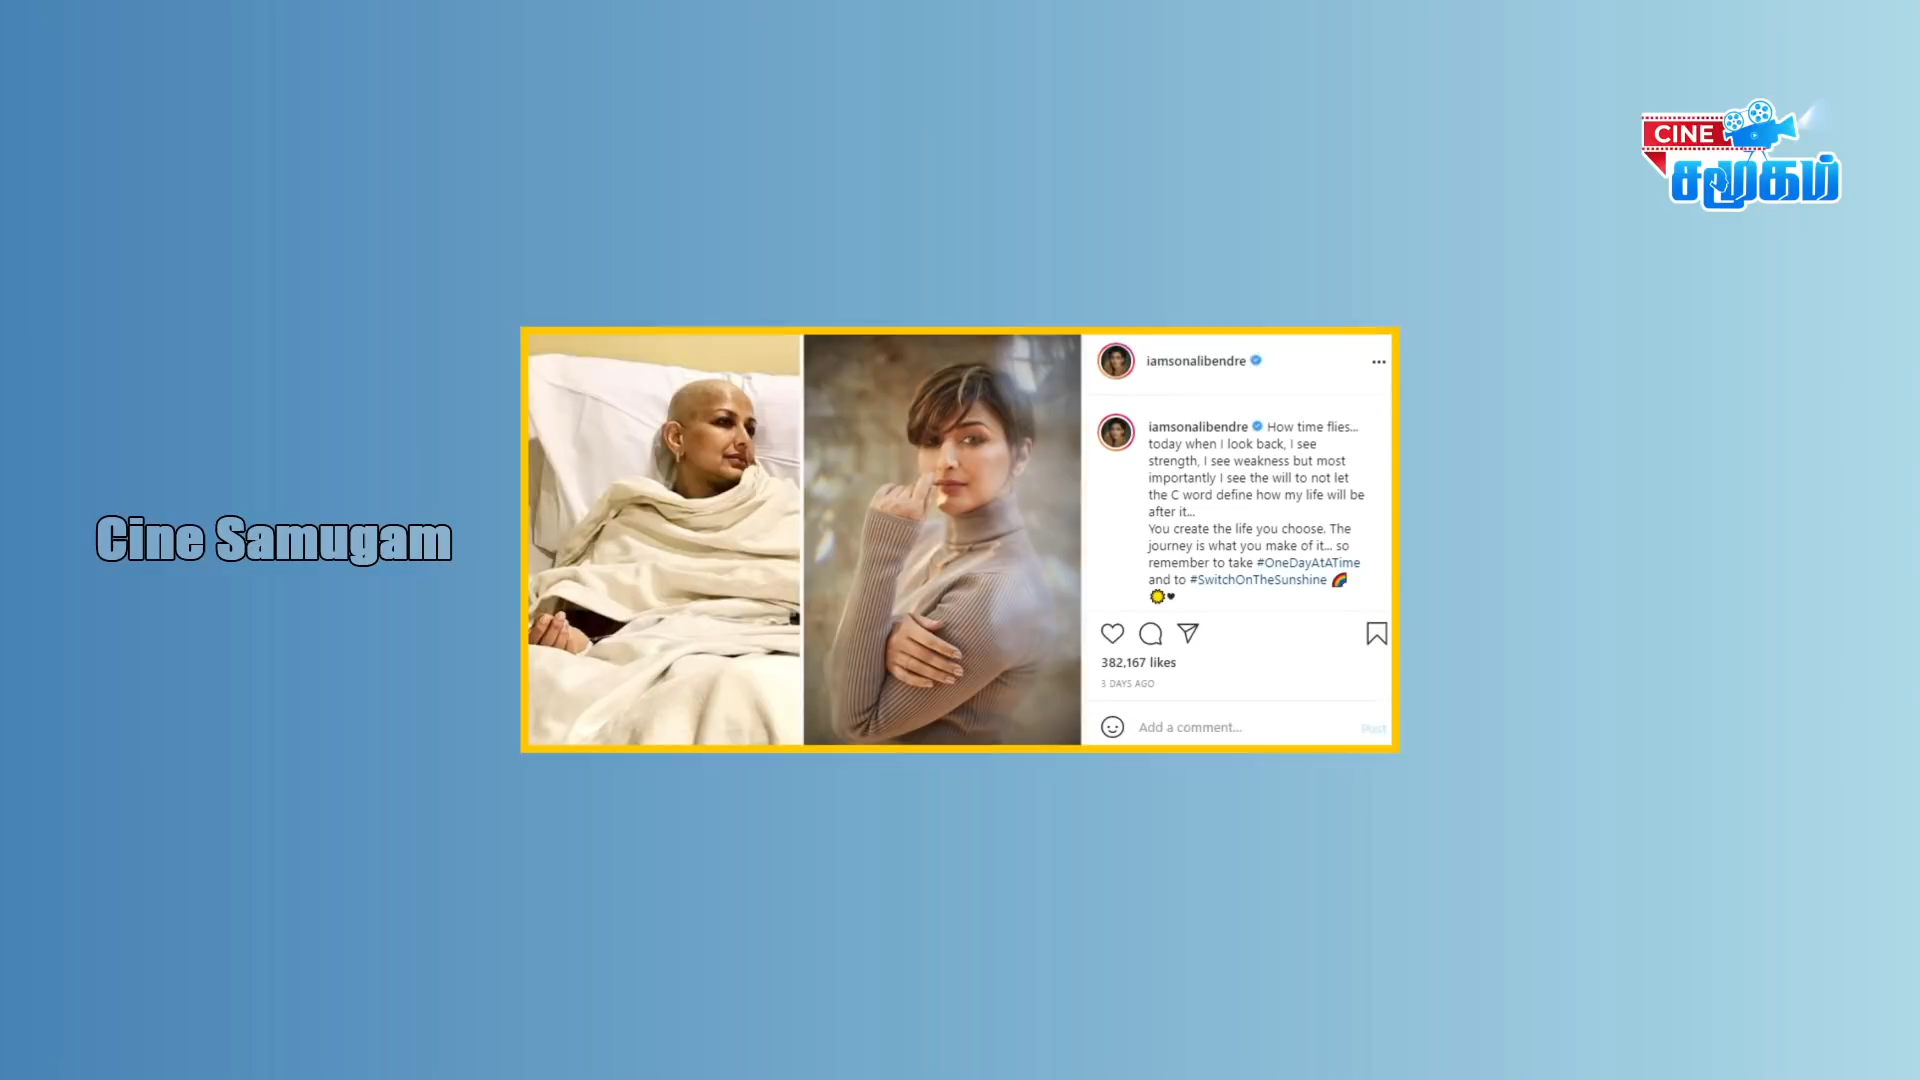 CINE
சமூகம்
Cine Samugam
iamsonalibendre
iamsonalibendre How time flies...
today when I look back, I see
strength, I see weakness but most
importantly I see the will to not let
the C word define how my life will be
after it...
You create the life you choose. The
journey is what you make of it... so
remember to take #OneDayAtATime
and to #SwitchOnTheSunshine
382,167 likes
3 DAYS AGO
Add a comment...
Post